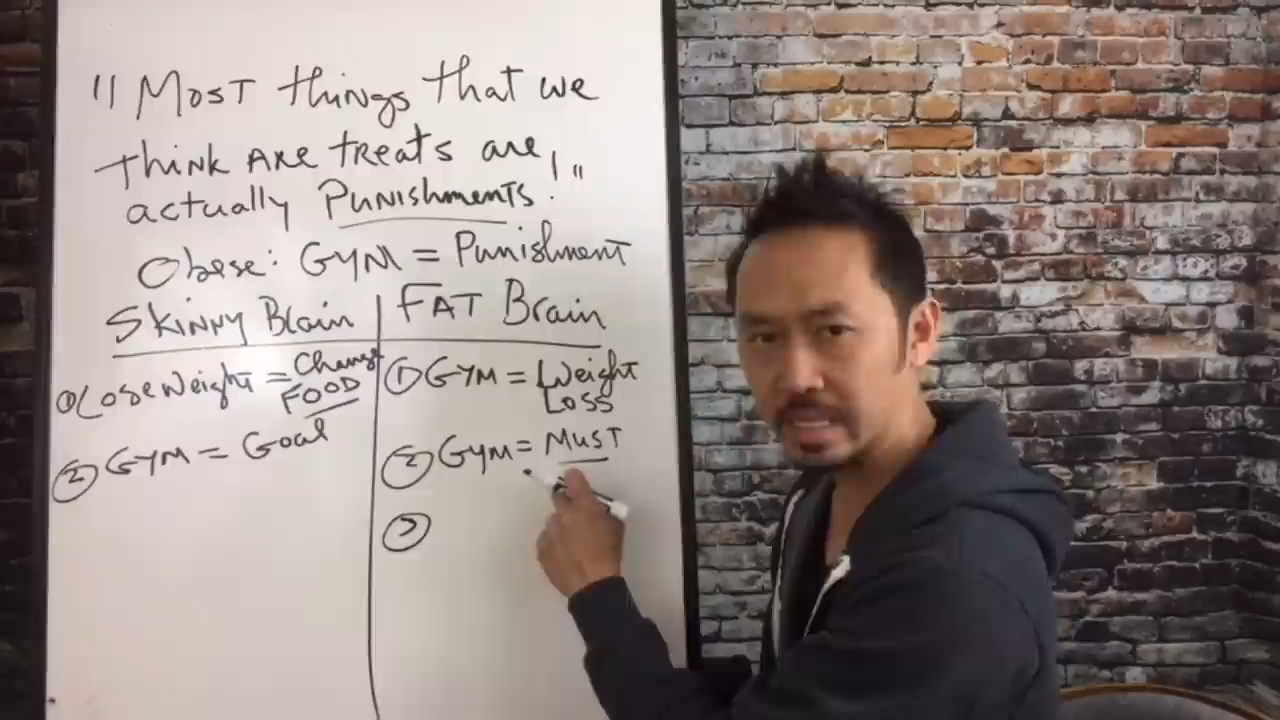 "Most things that we
think are treats are
actually Punishments!"
Obese: GYM = Punishment
Skinny Brain
① Lose Weight = Change
FOOD
② GYM = Goal
FAT Brain
① GYM = Weight
Loss
② GYM = Must